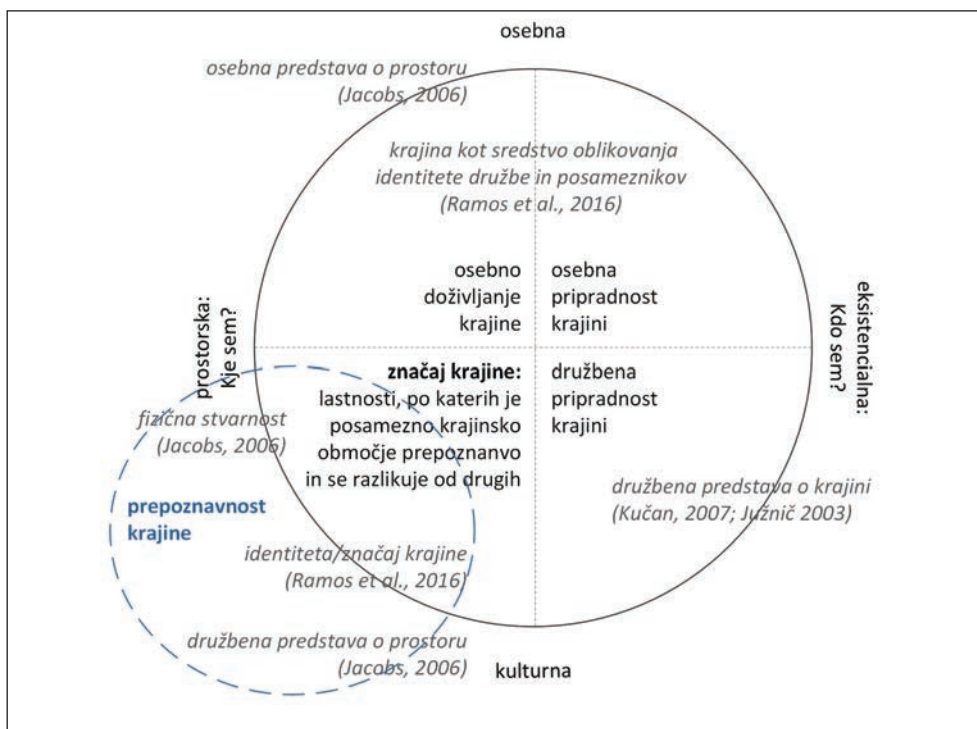 osebna
osebna predstava o prostoru
(Jacobs, 2006)
krajina kot sredstvo oblikovanja
identitete družbe in posameznikov
(Ramos et al., 2016)
osebno
doživljanje
krajine
osebna
pripradnost
krajini
prostorska:
Kje sem?
eksistencialna:
Kdo sem?
značaj krajine:
lastnosti, po katerih je
posamezno krajinsko
območje prepoznanvo
in se razlikuje od drugih
družbena
pripradnost
krajini
fizična stvarnost
(Jacobs, 2006)
prepoznavnost
krajine
družbena predstava o krajini
(Kučan, 2007; Južnič 2003)
identiteta/značaj krajine
(Ramos et al., 2016)
družbena predstava o prostoru
(Jacobs, 2006)
kulturna